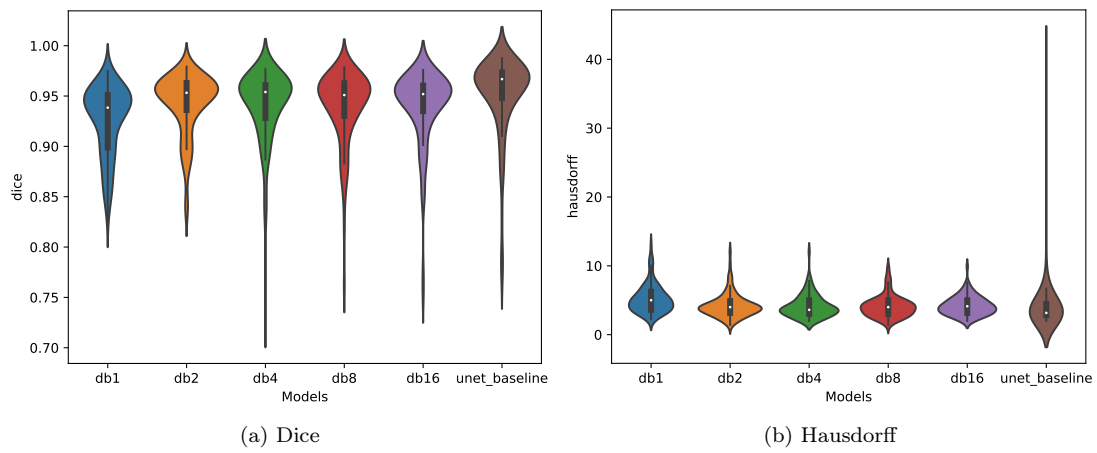 1.00
0.95
0.90
0.85
0.80
0.75
0.70
dice
db1 db2 db4 db8 db16 unet_baseline
Models
(a) Dice
40
30
20
10
0
hausdorff
db1 db2 db4 db8 db16 unet_baseline
Models
(b) Hausdorff